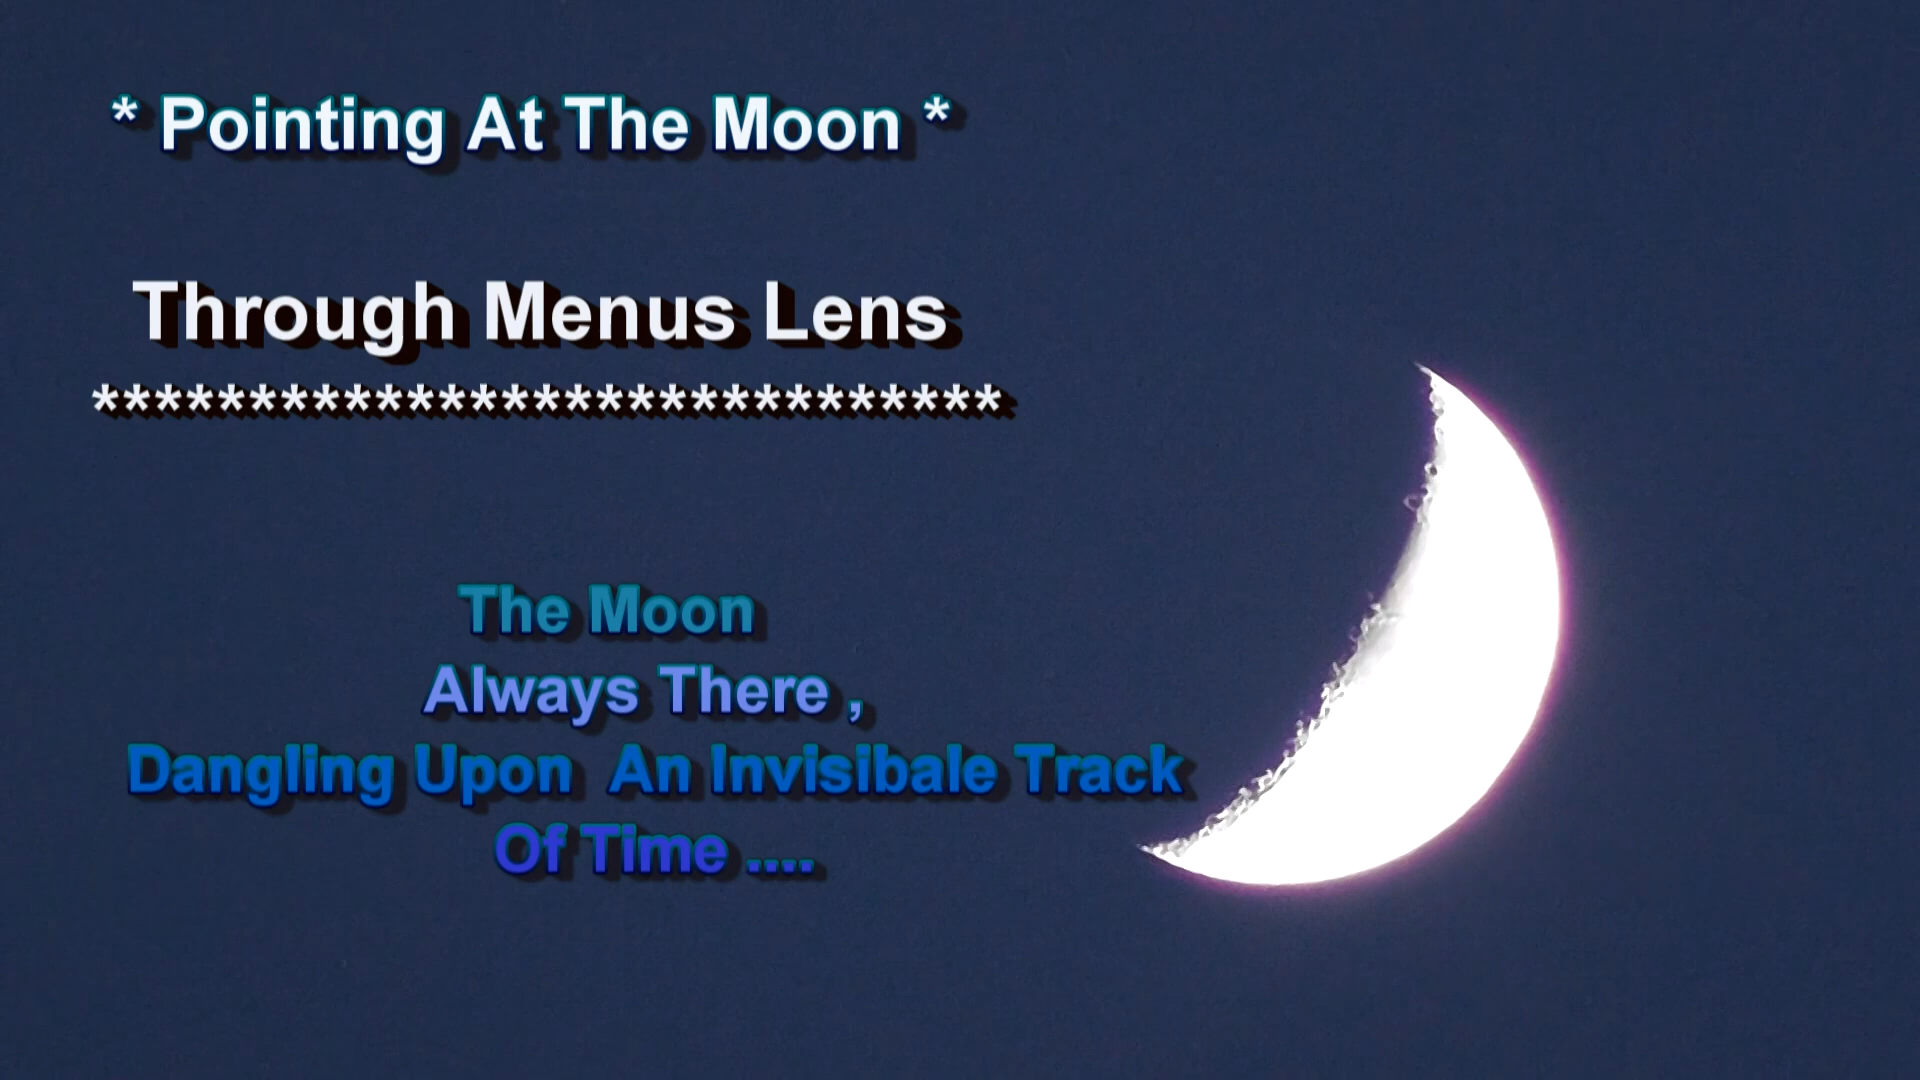 * Pointing At The Moon *
Through Menus Lens
*****************************
The Moon
Always There ,
Dangling Upon  An Invisibale Track
Of Time ....